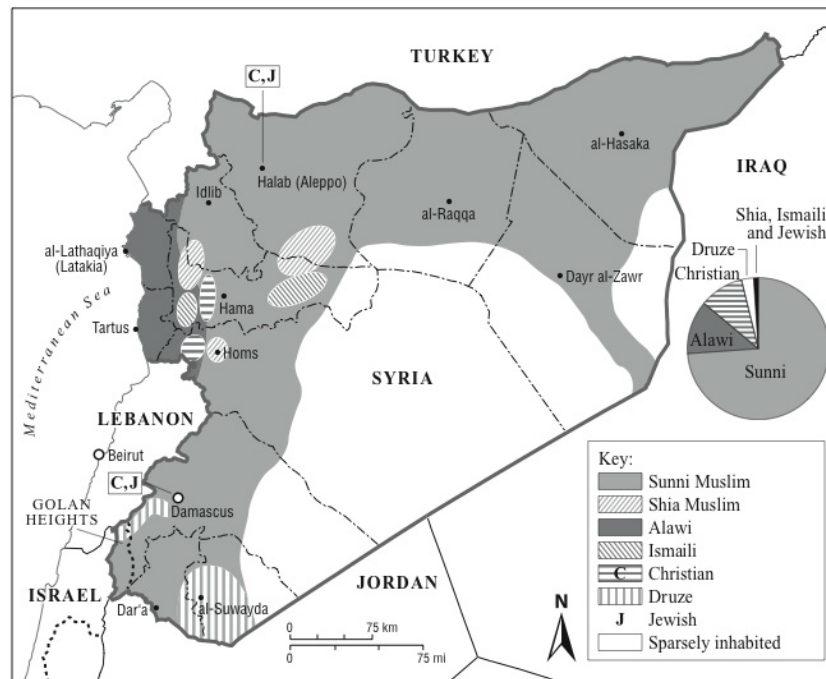 TURKEY
C,J
al-Hasaka
IRAQ
Halab (Aleppo)
Idlib
al-Raqqa
Shia, Ismaili
and Jewish
al-Lathaqiya
(Latakia)
Druze
Christian
Dayr al-Zawr
Hama
Mediterranean Sea
Tartus
Alawi
Homs
Sunni
SYRIA
LEBANON
Beirut
C,J
Damascus
GOLAN
HEIGHTS
ISRAEL
JORDAN
Dar'a
al-Suwayda
0 75 km
0 75 mi
N
Key:
Sunni Muslim
Shia Muslim
Alawi
Ismaili
C Christian
Druze
J Jewish
Sparsely inhabited